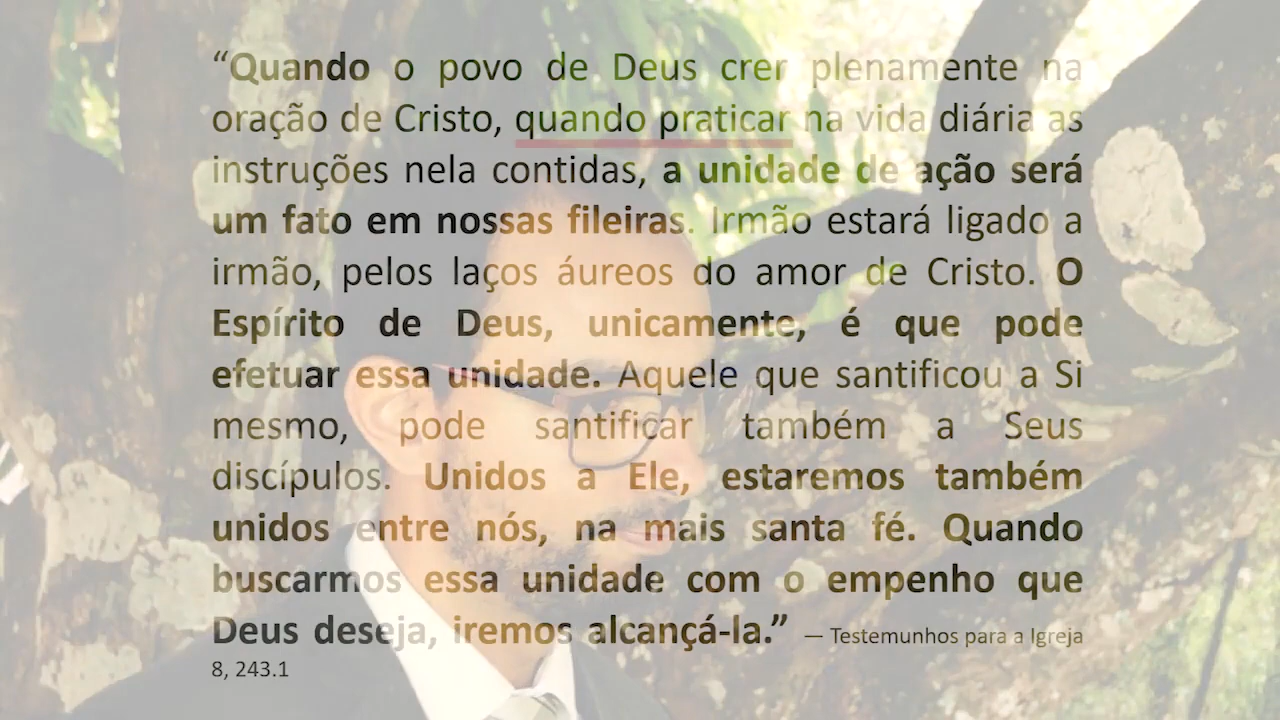 “Quando o povo de Deus crer plenamente na
oração de Cristo, quando praticar na vida diária as
instruções nela contidas, a unidade de ação será
um fato em nossas fileiras. Irmão estará ligado a
irmão, pelos laços áureos do amor de Cristo. O
Espírito de Deus, unicamente, é que pode
efetuar essa unidade. Aquele que santificou a Si
mesmo, pode santificar também a Seus
discípulos. Unidos a Ele, estaremos também
unidos entre nós, na mais santa fé. Quando
buscarmos essa unidade com o empenho que
Deus deseja, iremos alcançá-la.” — Testemunhos para a Igreja
8, 243.1